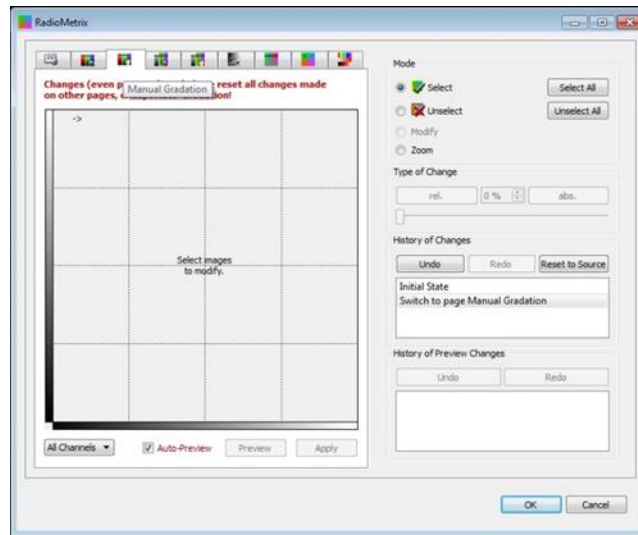 RadioMetrix
Changes (even p
reset all changes made
on other pages,
Manual Gradation
->
Select images
to modify.
All Channels
Auto-Preview
Preview
Apply
Mode
Select
Select All
Unselect
Unselect All
Modify
Zoom
Type of Change
rel.
0 %
abs.
History of Changes
Undo
Redo
Reset to Source
Initial State
Switch to page Manual Gradation
History of Preview Changes
Undo
Redo
OK
Cancel